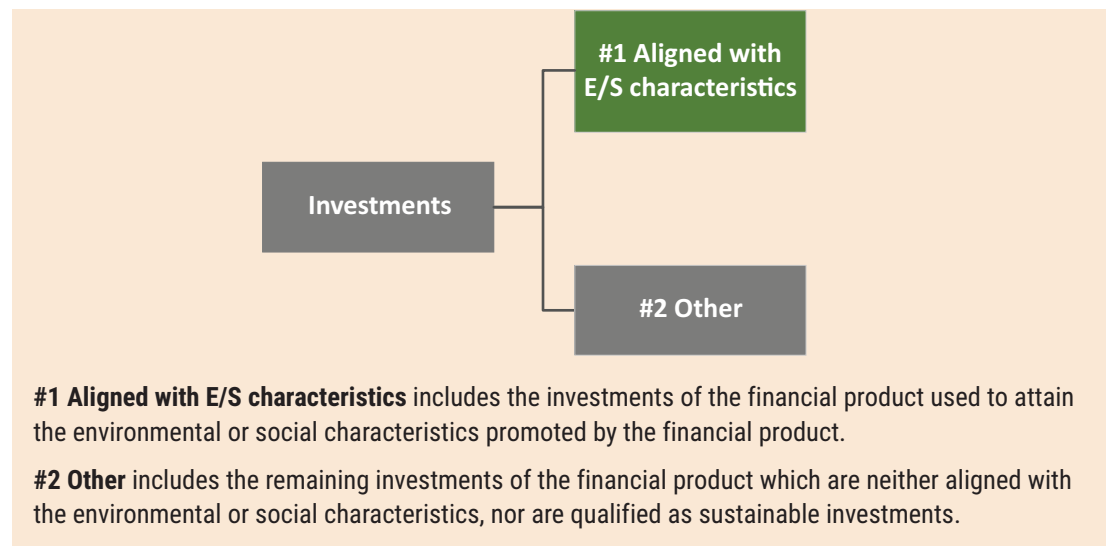 #1 Aligned with
E/S characteristics
Investments
#2 Other
#1 Aligned with E/S characteristics includes the investments of the financial product used to attain
the environmental or social characteristics promoted by the financial product.
#2 Other includes the remaining investments of the financial product which are neither aligned with
the environmental or social characteristics, nor are qualified as sustainable investments.